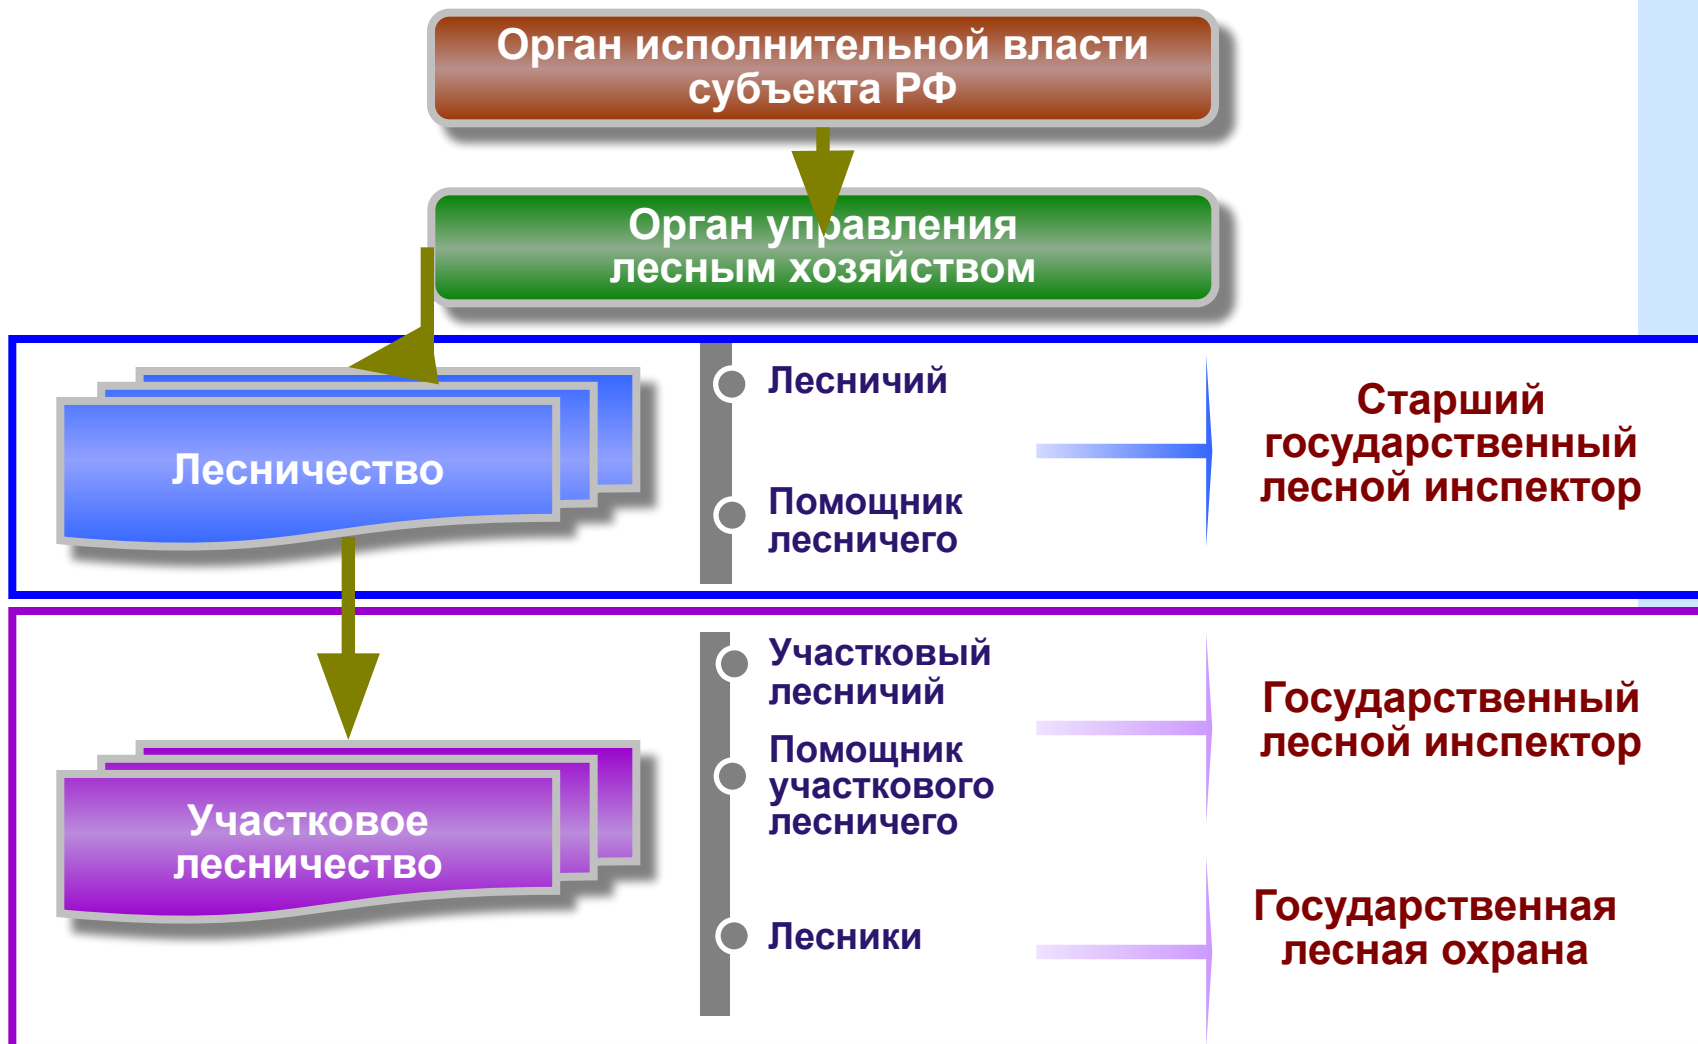 Орган исполнительной власти
субъекта РФ
Орган управления
лесным хозяйством
Лесничество
Лесничий
Помощник
лесничего
Старший
государственный
лесной инспектор
Участковое
лесничество
Участковый
лесничий
Помощник
участкового
лесничего
Лесники
Государственный
лесной инспектор
Государственная
лесная охрана